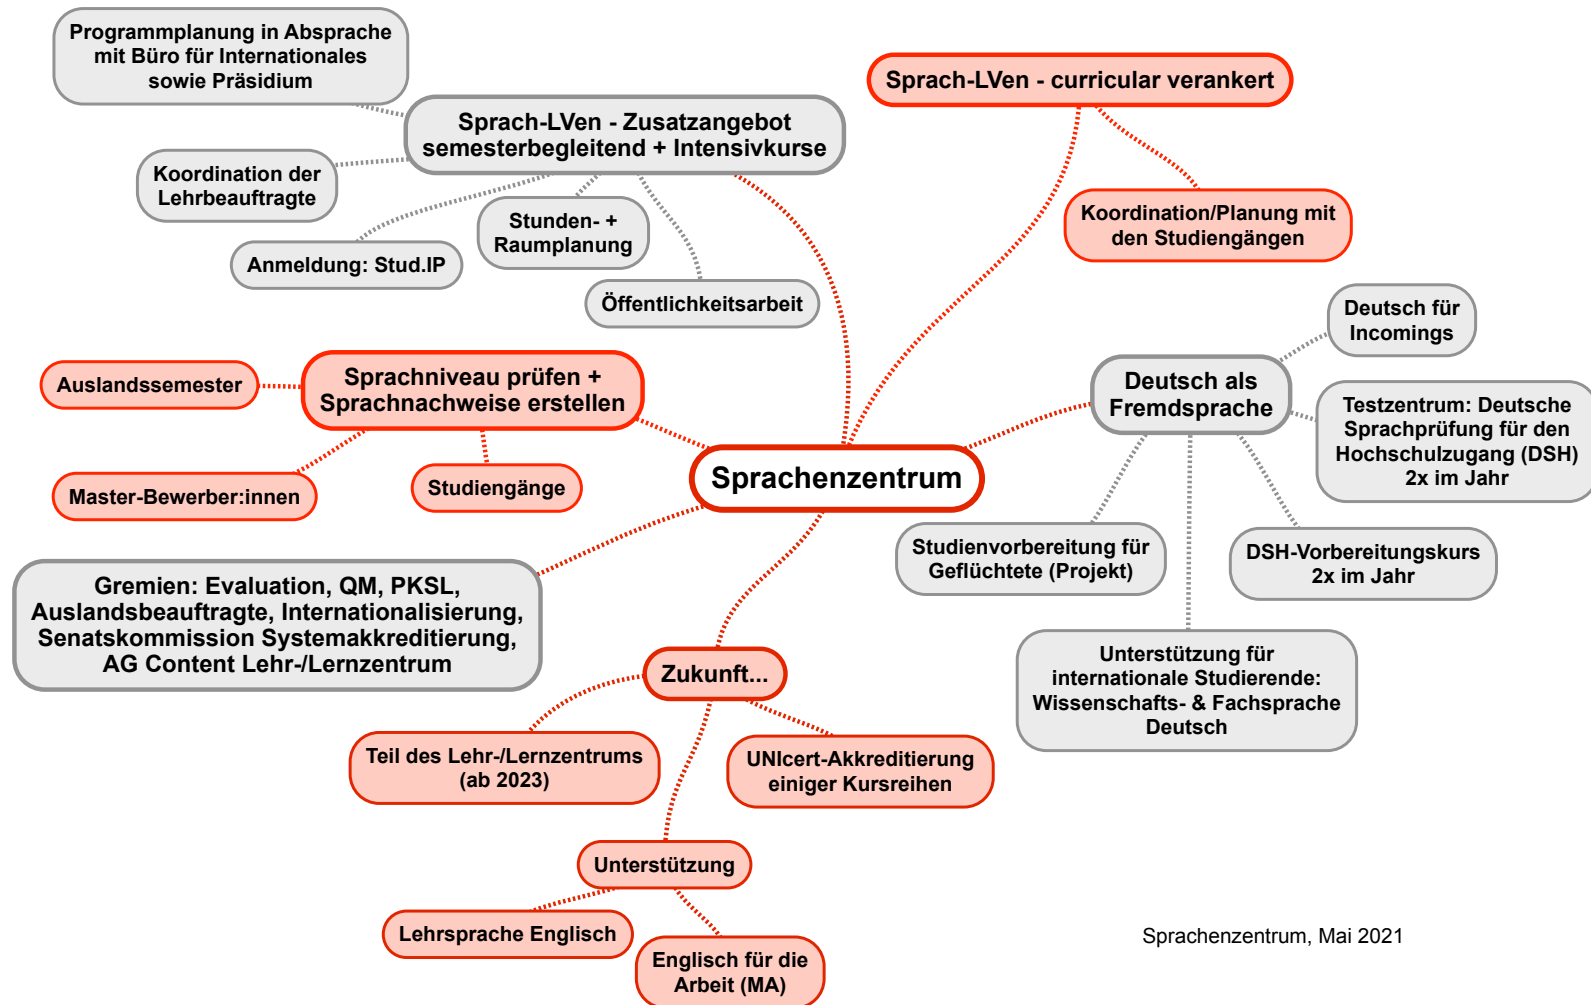 Programmplanung in Absprache
mit Büro für Internationales
sowie Präsidium
Sprach-LVen - curricular verankert
Sprach-LVen - Zusatzangebot
semesterbegleitend + Intensivkurse
Koordination der
Lehrbeauftragte
Stunden- +
Raumplanung
Koordination/Planung mit
den Studiengängen
Anmeldung: Stud.IP
Öffentlichkeitsarbeit
Deutsch für
Incomings
Auslandssemester
Sprachniveau prüfen +
Sprachnachweise erstellen
Deutsch als
Fremdsprache
Testzentrum: Deutsche
Sprachprüfung für den
Hochschulzugang (DSH)
2x im Jahr
Master-Bewerber:innen
Studiengänge
Sprachenzentrum
Studienvorbereitung für
Geflüchtete (Projekt)
DSH-Vorbereitungskurs
2x im Jahr
Gremien: Evaluation, QM, PKSL,
Auslandsbeauftragte, Internationalisierung,
Senatskommission Systemakkreditierung,
AG Content Lehr-/Lernzentrum
Zukunft...
Unterstützung für
internationale Studierende:
Wissenschafts- & Fachsprache
Deutsch
Teil des Lehr-/Lernzentrums
(ab 2023)
UNIcert-Akkreditierung
einiger Kursreihen
Unterstützung
Lehrsprache Englisch
Englisch für die
Arbeit (MA)
Sprachenzentrum, Mai 2021